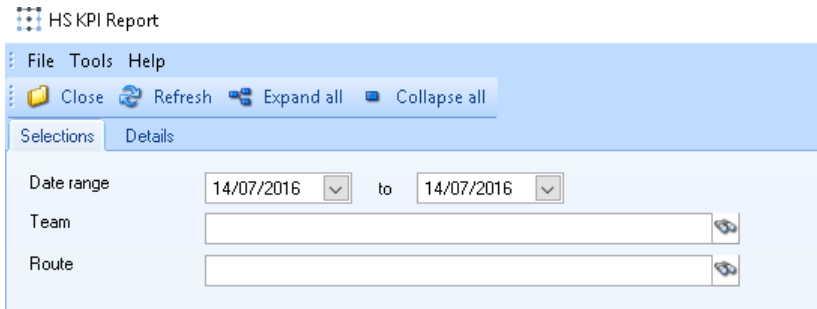 HS KPI Report
File Tools Help
Close Refresh Expand all Collapse all
Selections Details
Date range 14/07/2016 to 14/07/2016
Team
Route